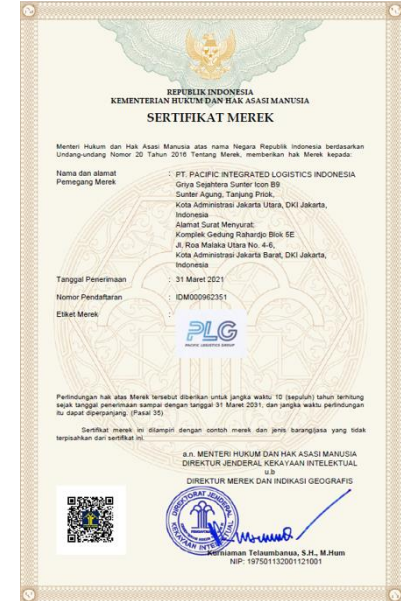 REPUBLIK INDONESIA
KEMENTERIAN HUKUM DAN HAK ASASI MANUSIA
SERTIFIKAT MEREK
Menteri Hukum dan Hak Asasi Manusia atas nama Negara Republik Indonesia berdasarkan
Undang-undang Nomor 20 Tahun 2016 Tentang Merek, memberikan hak Merek kepada:
Nama dan alamat Pemegang Merek : PT. PACIFIC INTEGRATED LOGISTICS INDONESIA
Griya Sejahtera Sunter Icon B9
Sunter Agung, Tanjung Priok,
Kota Administrasi Jakarta Utara, DKI Jakarta,
Indonesia
Alamat Surat Menyurat:
Komplek Gedung Rahardjo Blok 5E
Jl, Roa Malaka Utara No. 4-6,
Kota Administrasi Jakarta Barat, DKI Jakarta,
Indonesia
Tanggal Penerimaan : 31 Maret 2021
Nomor Pendaftaran : IDM000962351
Etiket Merek :
PLG
PACIFIC LOGISTICS GROUP
Perlindungan hak atas Merek tersebut diberikan untuk jangka waktu 10 (sepuluh) tahun terhitung
sejak tanggal penerimaan sampai dengan tanggal 31 Maret 2031, dan jangka waktu perlindungan
itu dapat diperpanjang. (Pasal 35)
Sertifikat merek ini dilampiri dengan contoh merek dan jenis barang/jasa yang tidak
terpisahkan dari sertifikat ini.
a.n. MENTERI HUKUM DAN HAK ASASI MANUSIA
DIREKTUR JENDERAL KEKAYAAN INTELEKTUAL
u.b
DIREKTUR MEREK DAN INDIKASI GEOGRAFIS
DIREKTORAT JENDERAL
KEKAYAAN INTELEKTUAL
Kurniaman Telaumbanua, S.H., M.Hum
NIP: 197501132001121001